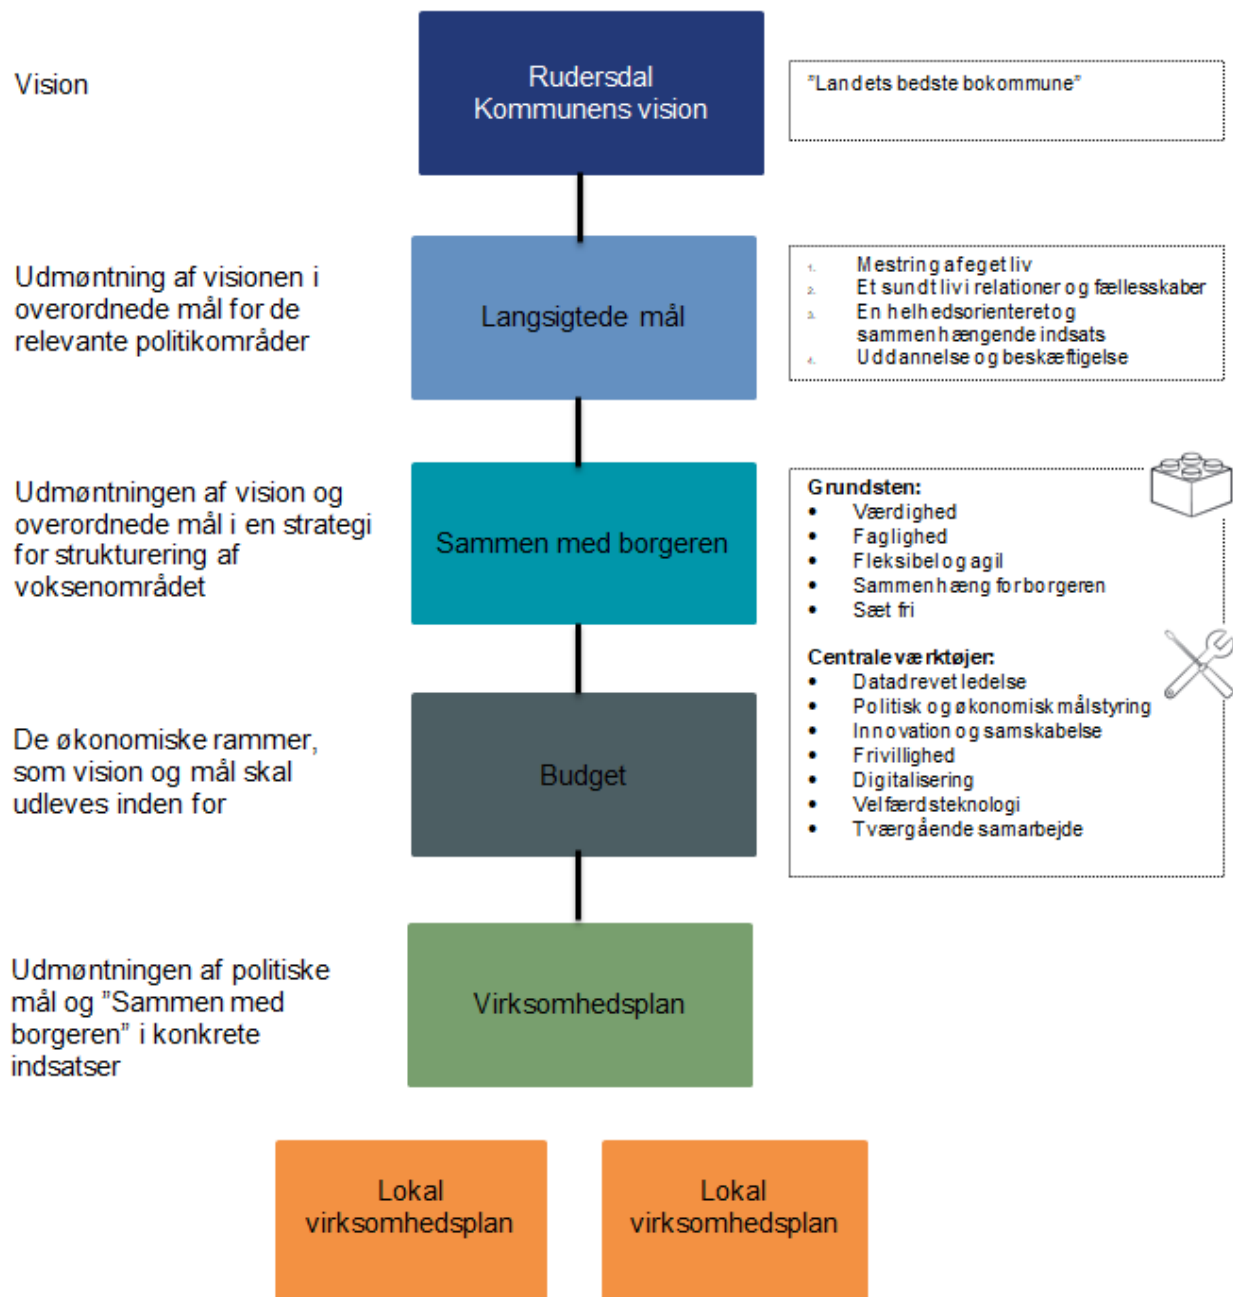 Vision
Rudersdal
Kommunens vision
"Landets bedste bokommune"
Udmøntning af visionen i
overordnede mål for de
relevante politikområder
Langsigtede mål
1. Mestring af eget liv
2. Et sundt liv i relationer og fællesskaber
3. En helhedsorienteret og
sammenhængende indsats
4. Uddannelse og beskæftigelse
Udmøntningen af vision og
overordnede mål i en strategi
for strukturering af
voksenområdet
Sammen med borgeren
Grundsten:
• Værdighed
• Faglighed
• Fleksibel og agil
• Sammenhæng for borgeren
• Sæt fri
Centrale værktøjer:
• Datadrevet ledelse
• Politisk og økonomisk målstyring
• Innovation og samskabelse
• Frivillighed
• Digitalisering
• Velfærdsteknologi
• Tværgående samarbejde
De økonomiske rammer,
som vision og mål skal
udleves inden for
Budget
Udmøntningen af politiske
mål og "Sammen med
borgeren" i konkrete
indsatser
Virksomhedsplan
Lokal
virksomhedsplan
Lokal
virksomhedsplan